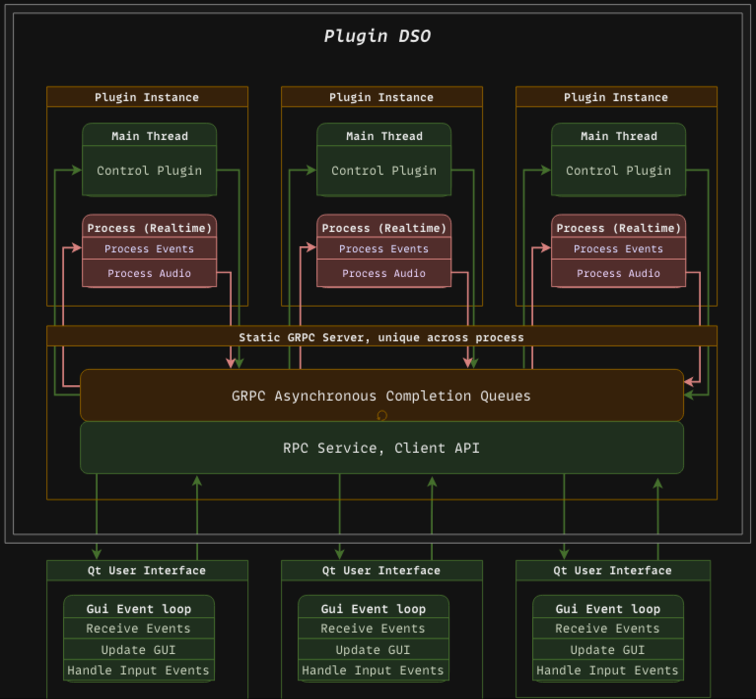 Plugin DSO
Plugin Instance
Main Thread
Control Plugin
Process (Realtime)
Process Events
Process Audio
Plugin Instance
Main Thread
Control Plugin
Process (Realtime)
Process Events
Process Audio
Plugin Instance
Main Thread
Control Plugin
Process (Realtime)
Process Events
Process Audio
Static GRPC Server, unique across process
GRPC Asynchronous Completion Queues
RPC Service, Client API
Qt User Interface
Gui Event loop
Receive Events
Update GUI
Handle Input Events
Qt User Interface
Gui Event loop
Receive Events
Update GUI
Handle Input Events
Qt User Interface
Gui Event loop
Receive Events
Update GUI
Handle Input Events